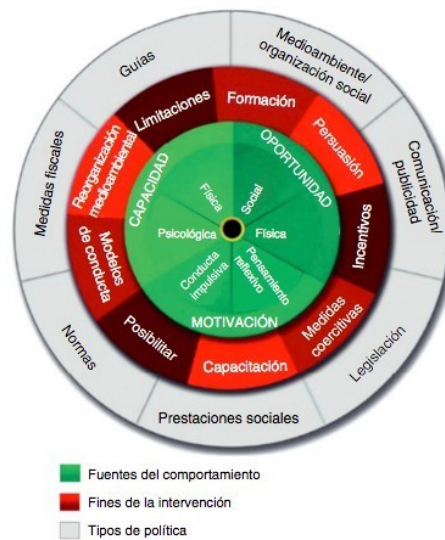 Guías
Medioambiente/
organización social
Comunicación/
publicidad
Legislación
Prestaciones sociales
Normas
Medidas fiscales
Limitaciones
Formación
Persuasión
Incentivos
Medidas
coercitivas
Capacitación
Posibilitar
Modelos
de conducta
Reorganización
medioambiental
CAPACIDAD
OPORTUNIDAD
MOTIVACIÓN
Física
Social
Psicológica
Física
Conducta
impulsiva
Pensamiento
reflexivo
Fuentes del comportamiento
Fines de la intervención
Tipos de política